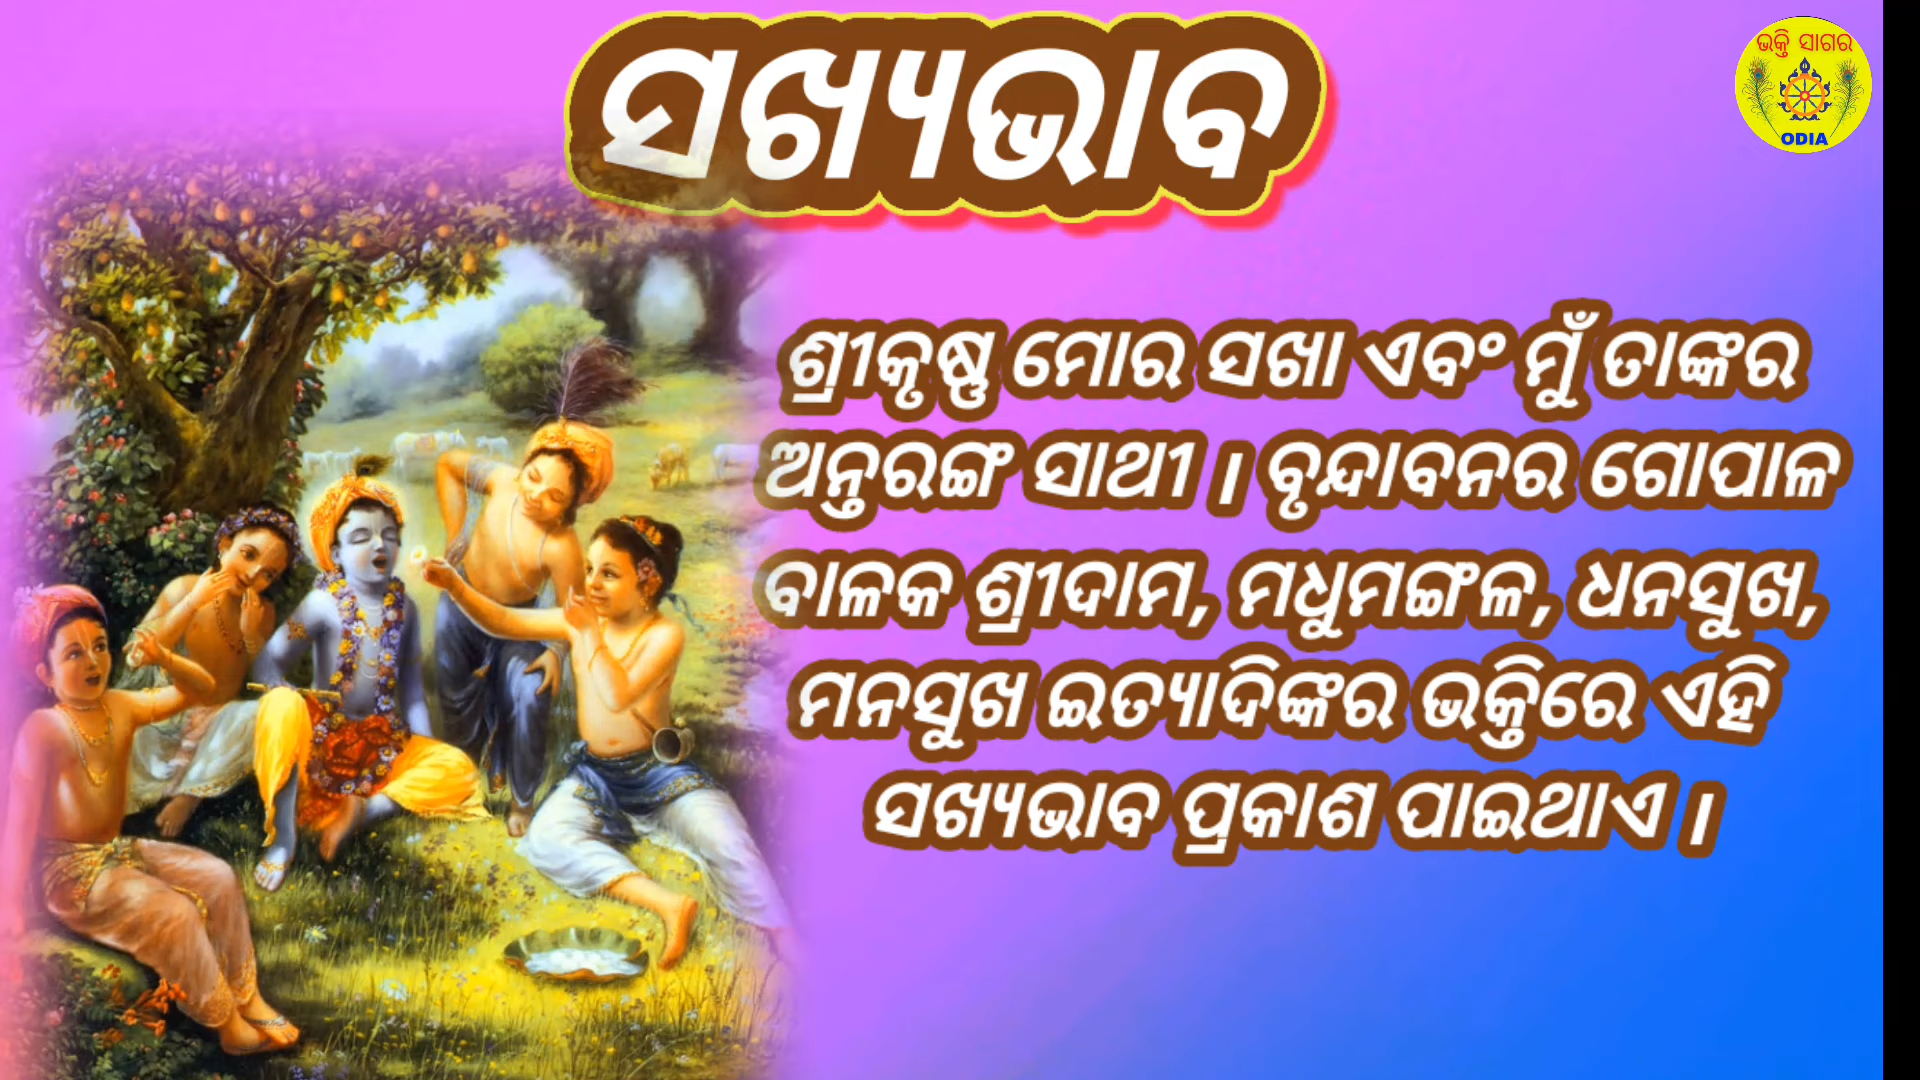 ସଖ୍ୟଭାବ
ଭକ୍ତି ସାଗର
ODIA
ଶ୍ରୀକୃଷ୍ଣ ମୋର ସଖା ଏବଂ ମୁଁ ତାଙ୍କର
ଅନ୍ତରଙ୍ଗ ସାଥୀ ।  ବୃନ୍ଦାବନର ଗୋପାଳ
ବାଳକ ଶ୍ରୀଦାମ, ମଧୁମଙ୍ଗଳ, ଧନସୁଖ,
ମନସୁଖ ଇତ୍ୟାଦିଙ୍କର ଭକ୍ତିରେ ଏହି
ସଖ୍ୟଭାବ ପ୍ରକାଶ ପାଇଥାଏ ।